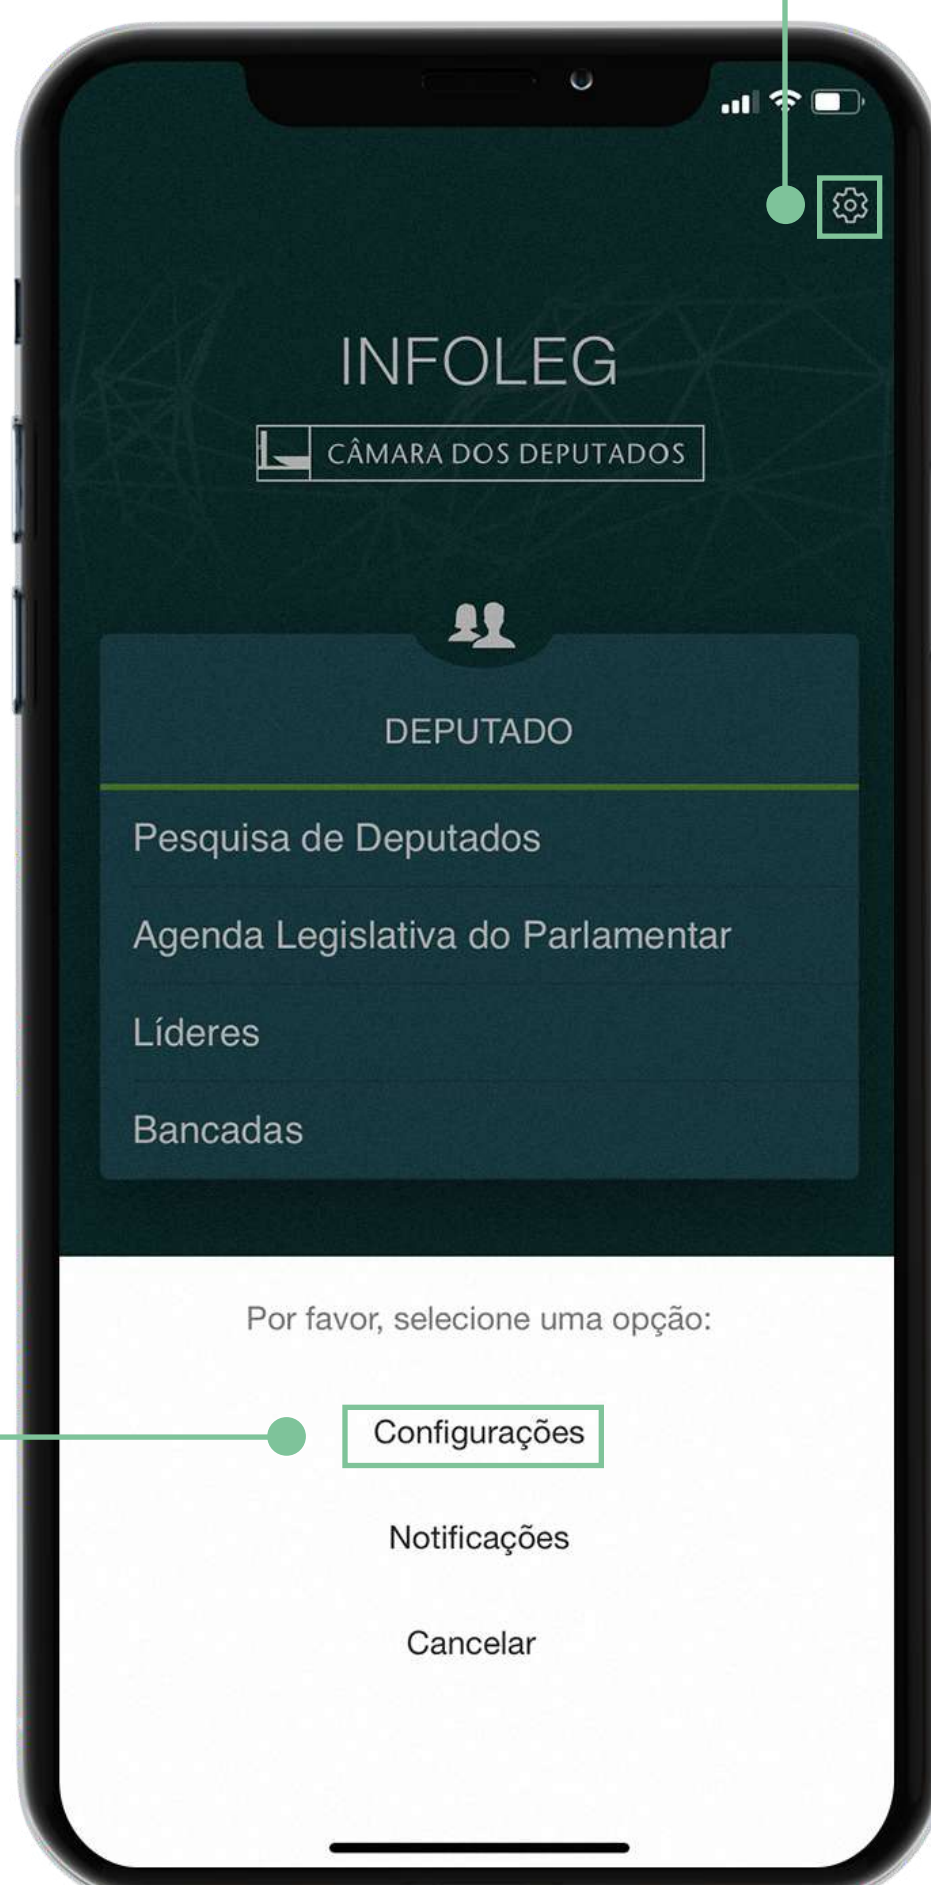 INFOLEG
CÂMARA DOS DEPUTADOS
DEPUTADO
Pesquisa de Deputados
Agenda Legislativa do Parlamentar
Líderes
Bancadas
Por favor, selecione uma opção:
Configurações
Notificações
Cancelar